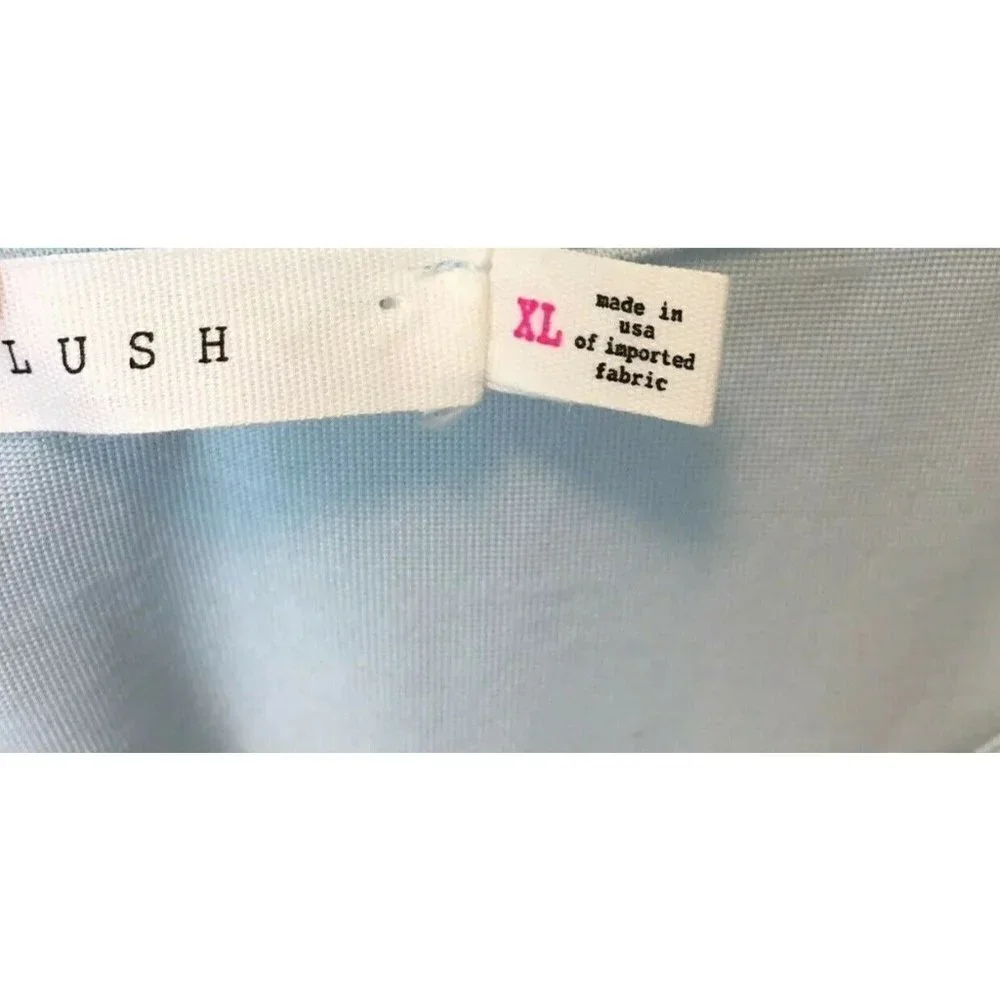 LUSH
XL
made in
usa
of imported
fabric